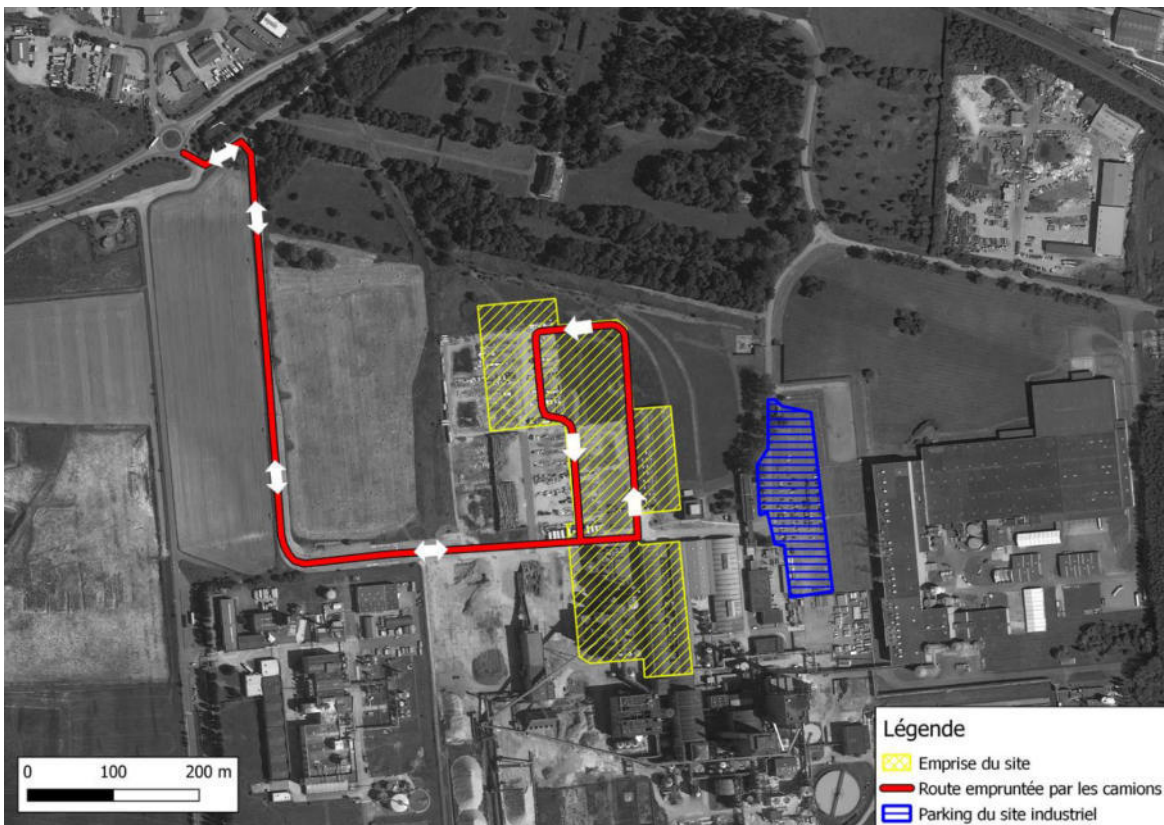 Légende
Emprise du site
Route empruntée par les camions
Parking du site industriel
0 100 200 m